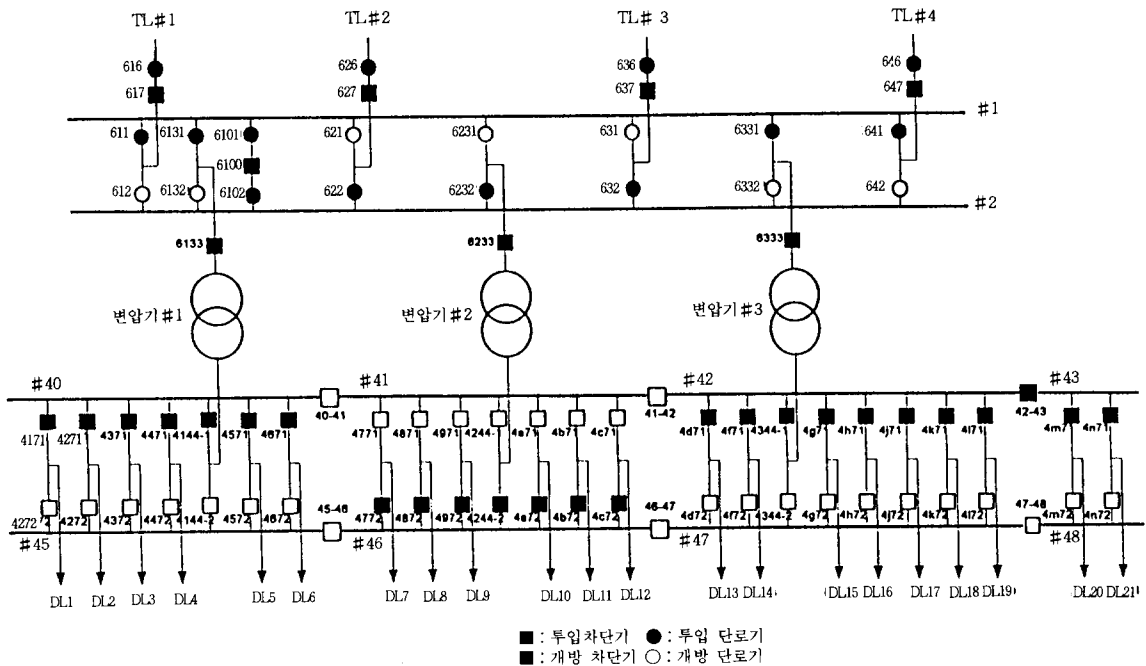 TL#1 TL#2 TL#3 TL#4
616 626 636 646
617 627 637 647
#1
611 6131 6101 621 6231 631 6331 641
6100
612 6132 6102 622 6232 632 6332 642
#2
6133 6233 6333
변압기#1 변압기#2 변압기#3
#40 #41 #42 #43
40-41 41-42 42-43
4171 4271 4371 4471 4144-1 4571 4671 4771 4871 4971 4244-1 4a71 4b71 4c71 4d71 4f71 4344-1 4g71 4h71 4j71 4k71 4l71 4m7 4n71
45-46 46-47 47-48
4272 4272 4372 4472 4144-2 4572 4672 4772 4872 4972 4244-2 4a72 4b72 4c72 4d72 4f72 4344-2 4g72 4h72 4j72 4k72 4l72 4m72 4n72
#45 #46 #47 #48
DL1 DL2 DL3 DL4 DL5 DL6 DL7 DL8 DL9 DL10 DL11 DL12 DL13 DL14 DL15 DL16 DL17 DL18 DL19 DL20 DL21
■ : 투입차단기 ● : 투입 단로기
■ : 개방 차단기 ○ : 개방 단로기